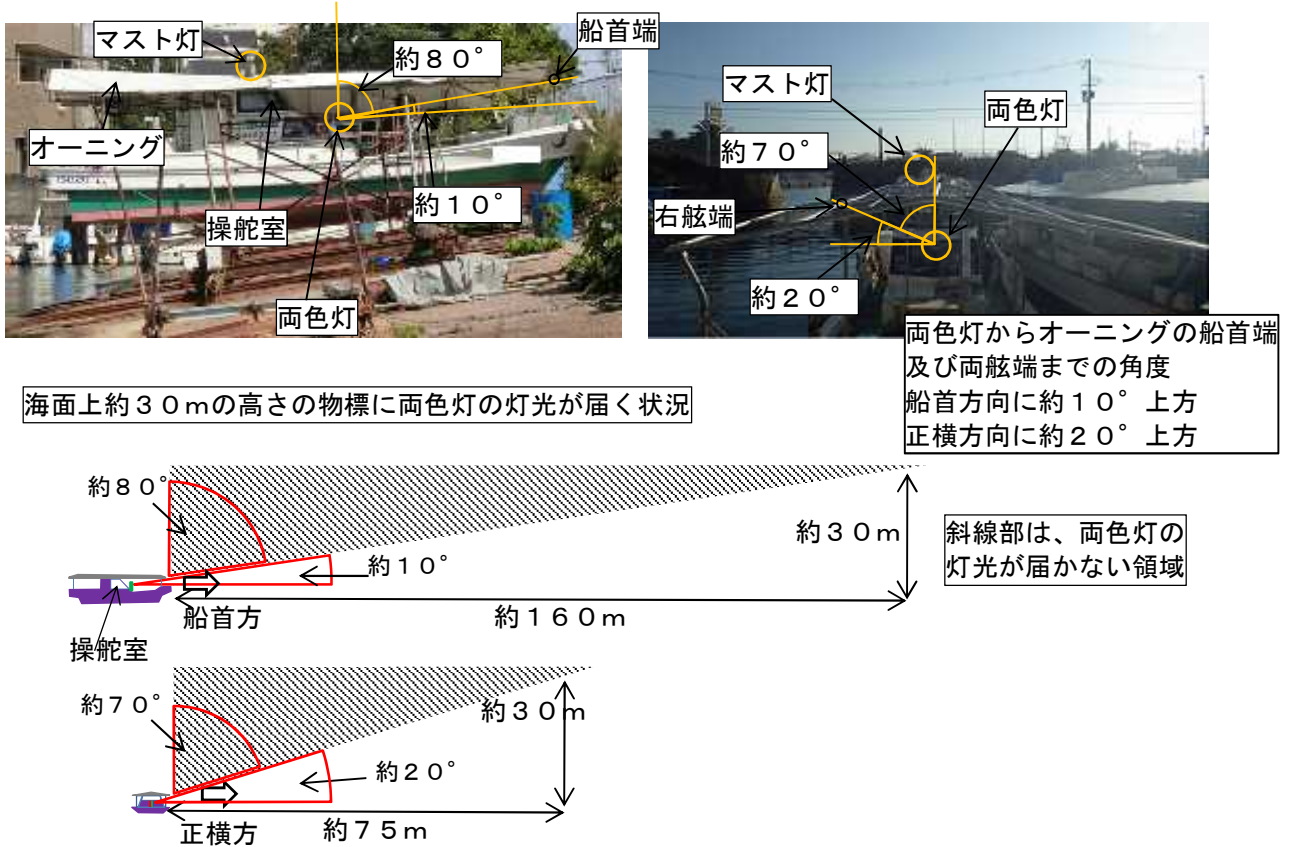 マスト灯
約８０°
船首端
オーニング
操舵室
約１０°
両色灯
マスト灯
両色灯
約７０°
右舷端
約２０°
両色灯からオーニングの船首端
及び両舷端までの角度
船首方向に約１０°上方
正横方向に約２０°上方
海面上約３０ｍの高さの物標に両色灯の灯光が届く状況
約８０°
約１０°
約３０ｍ
斜線部は、両色灯の
灯光が届かない領域
船首方
約１６０ｍ
操舵室
約７０°
約３０ｍ
約２０°
正横方
約７５ｍ